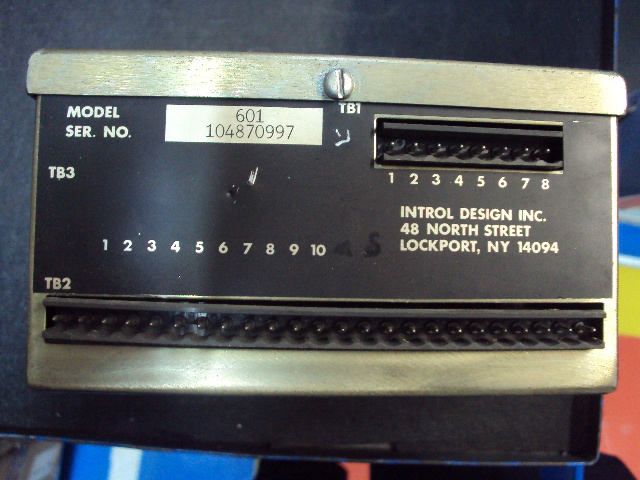 MODEL 601
SER. NO. 104870997
TB1
TB3
1 2 3 4 5 6 7 8
INTROL DESIGN INC.
48 NORTH STREET
LOCKPORT, NY 14094
1 2 3 4 5 6 7 8 9 10
TB2